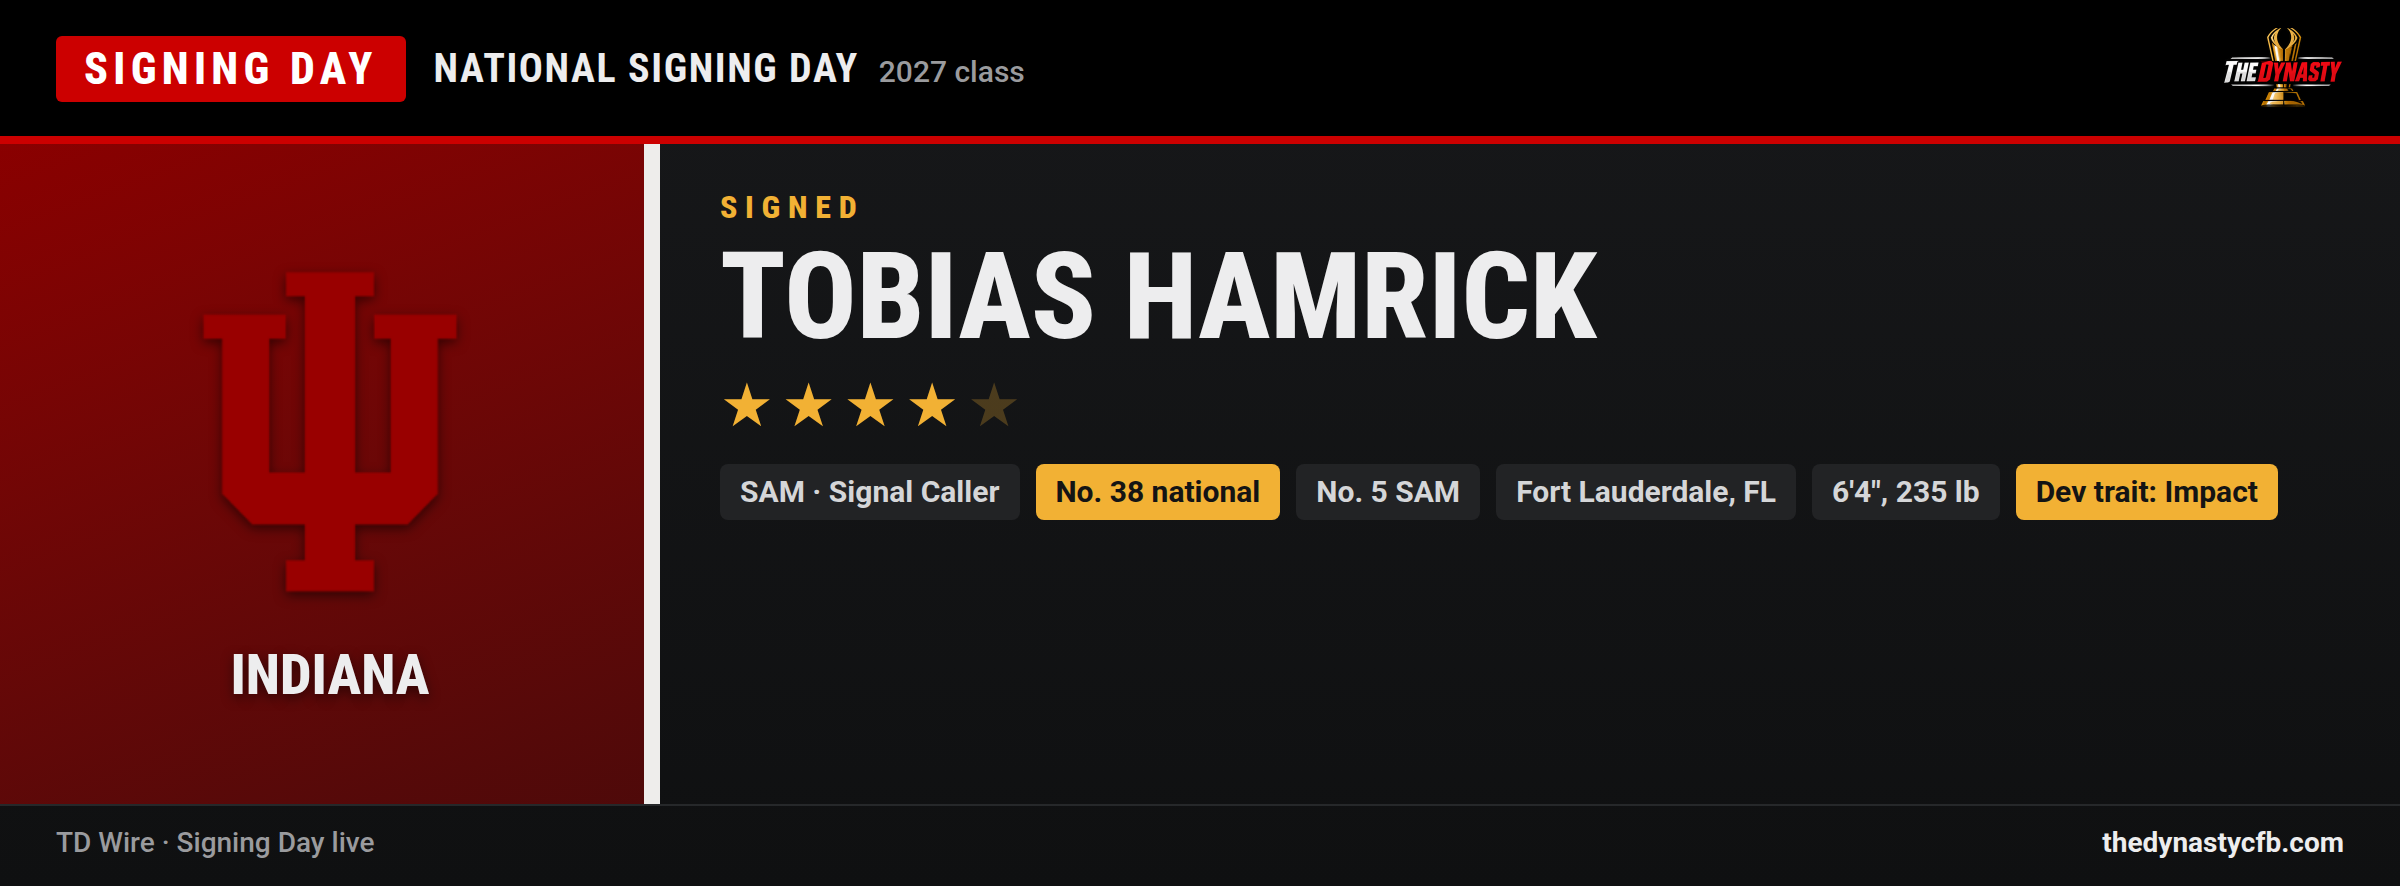 SIGNING DAY NATIONAL SIGNING DAY 2027 class
THE DYNASTY
SIGNED
TOBIAS HAMRICK
SAM · Signal Caller No. 38 national No. 5 SAM Fort Lauderdale, FL 6'4", 235 lb Dev trait: Impact
INDIANA
TD Wire · Signing Day live
thedynastycfb.com